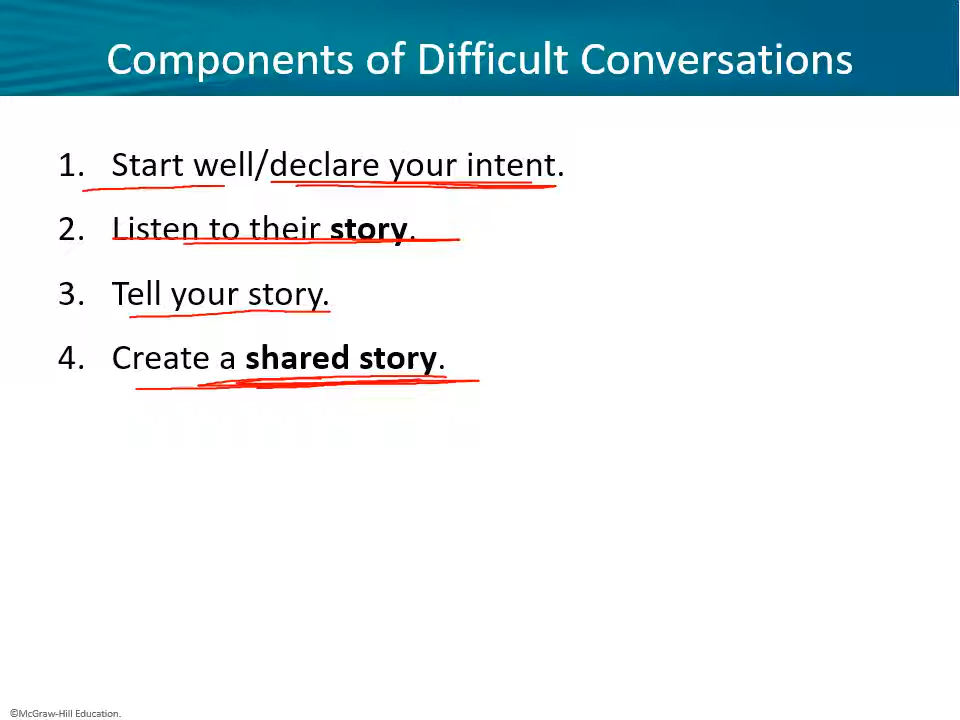 Components of Difficult Conversations
1. Start well/declare your intent.
2. Listen to their story.
3. Tell your story.
4. Create a shared story.
©McGraw-Hill Education.